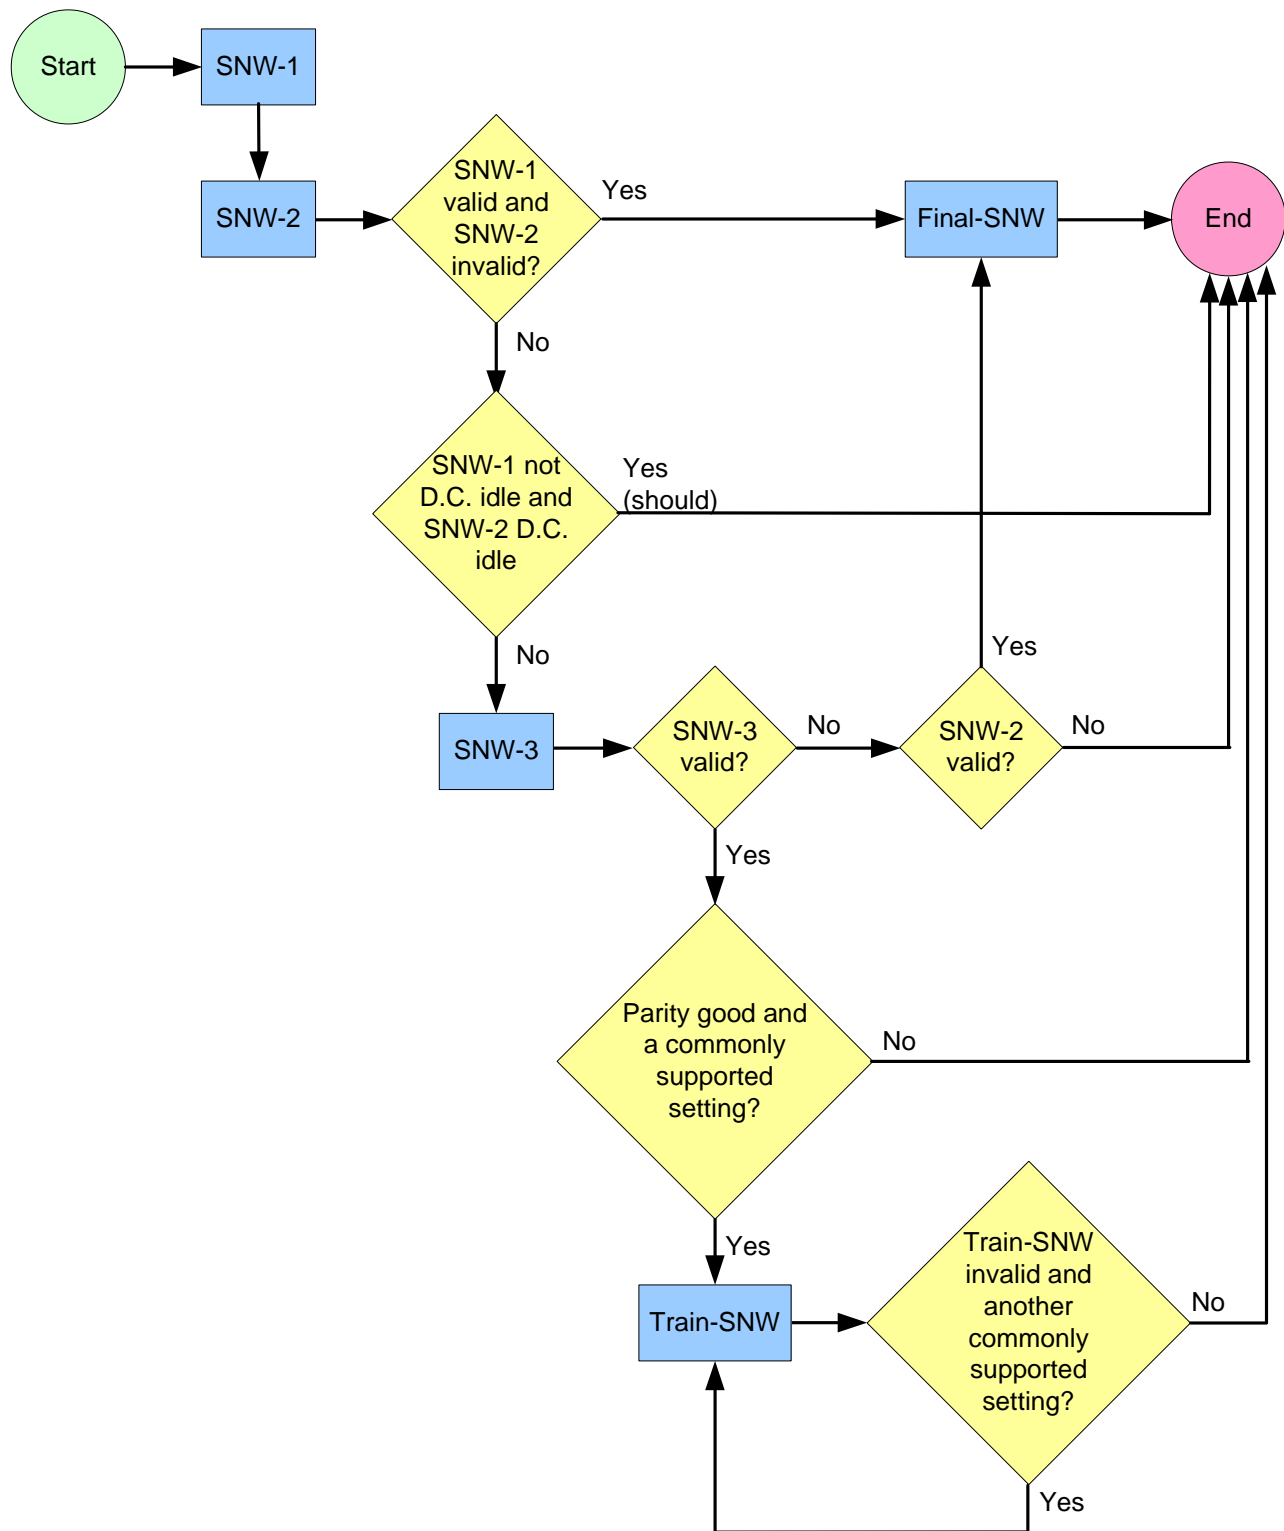 Start
SNW-1
SNW-2
SNW-1
valid and
SNW-2
invalid?
Yes
Final-SNW
End
No
SNW-1 not
D.C. idle and
SNW-2 D.C.
idle
Yes
(should)
No
SNW-3
SNW-3
valid?
No
SNW-2
valid?
Yes
No
Yes
Parity good and
a commonly
supported
setting?
No
Yes
Train-SNW
Train-SNW
invalid and
another
commonly
supported
setting?
No
Yes